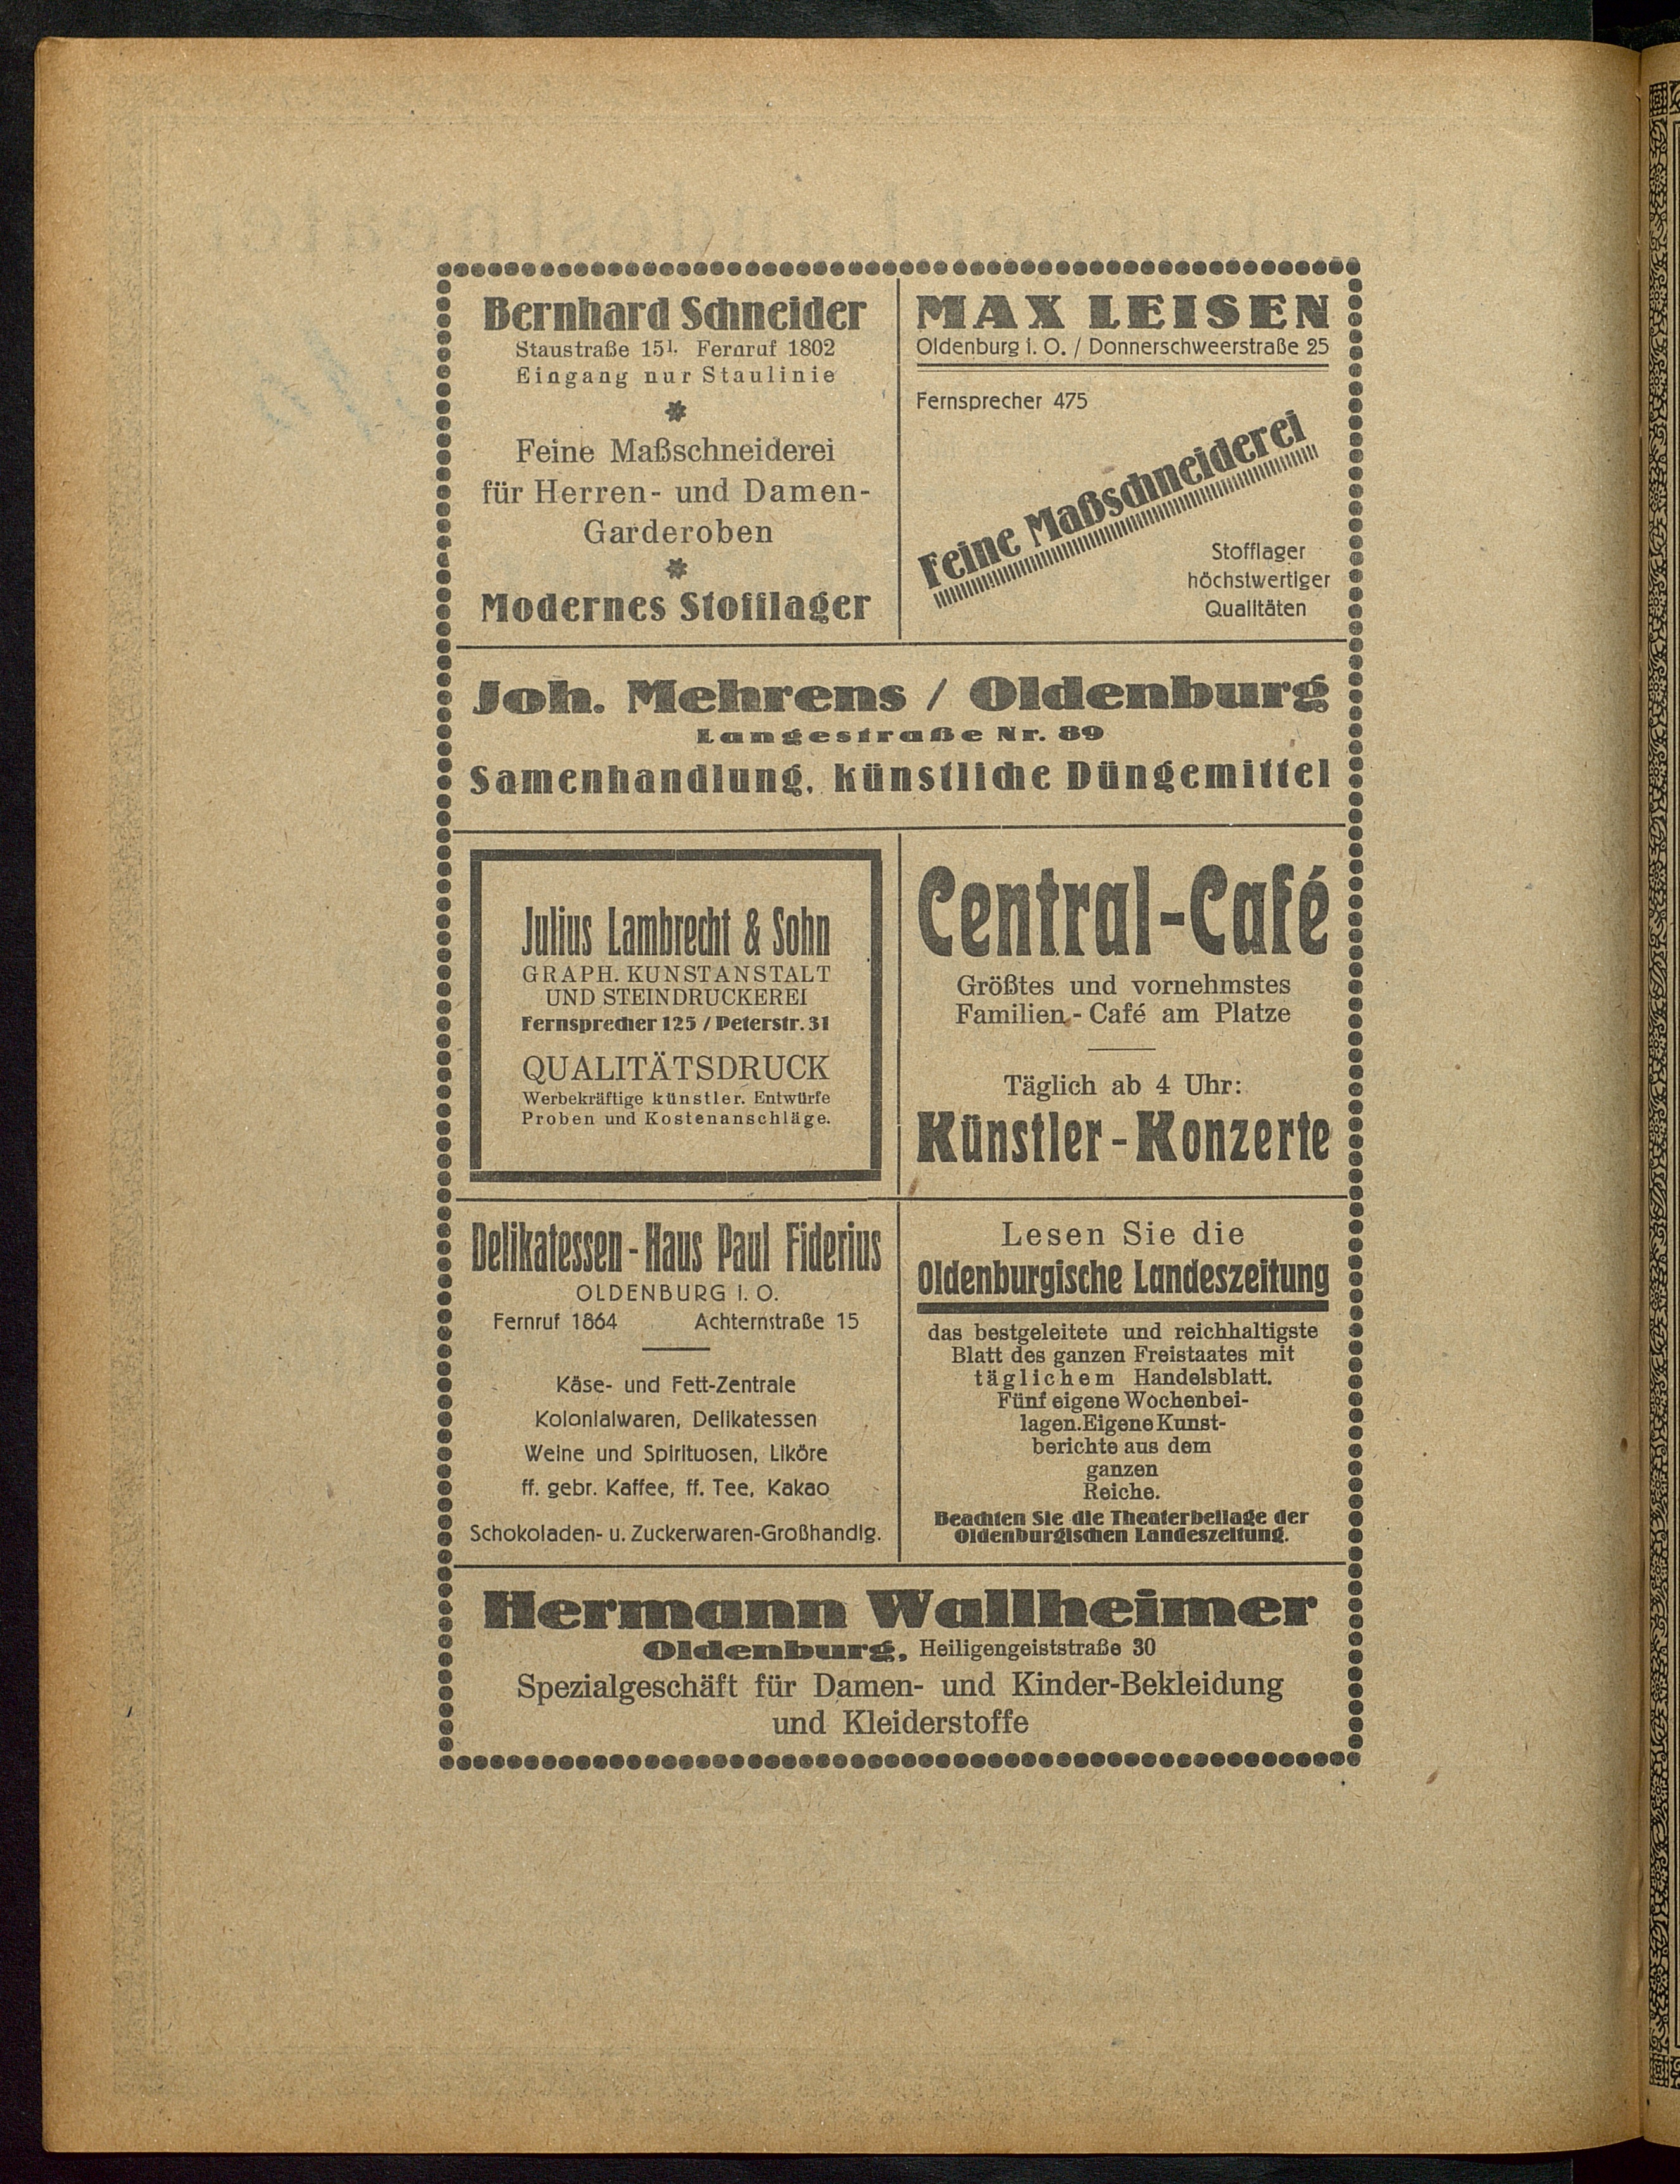 Bernhard Schneider
Staustraße 15 I. Fernruf 1802
Eingang nur Staulinie
Feine Maßschneiderei
für Herren- und Damen-
Garderoben
Modernes Stofflager
MAX LEISEN
Oldenburg i. O. / Donnerschweerstraße 25
Fernsprecher 475
Feine Maßschneiderei
Stofflager
höchstwertiger
Qualitäten
Joh. Mehrens / Oldenburg
Langestraße Nr. 89
Samenhandlung, künstliche Düngemittel
Julius Lambrecht & Sohn
GRAPH. KUNSTANSTALT
UND STEINDRUCKEREI
Fernsprecher 125 / Peterstr. 31
QUALITÄTSDRUCK
Werbekräftige künstler. Entwürfe
Proben und Kostenanschläge.
Central-Café
Größtes und vornehmstes
Familien-Café am Platze
Täglich ab 4 Uhr:
Künstler-Konzerte
Delikatessen-Haus Paul Fiderius
OLDENBURG I. O.
Fernruf 1864 Achternstraße 15
Käse- und Fett-Zentrale
Kolonialwaren, Delikatessen
Weine und Spirituosen, Liköre
ff. gebr. Kaffee, ff. Tee, Kakao
Schokoladen- u. Zuckerwaren-Großhandlg.
Lesen Sie die
Oldenburgische Landeszeitung
das bestgeleitete und reichhaltigste
Blatt des ganzen Freistaates mit
täglichem Handelsblatt.
Fünf eigene Wochenbei-
lagen. Eigene Kunst-
berichte aus dem
ganzen
Reiche.
Beachten Sie die Theaterbeilage der
Oldenburgischen Landeszeitung.
Hermann Wallheimer
Oldenburg, Heiligengeiststraße 30
Spezialgeschäft für Damen- und Kinder-Bekleidung
und Kleiderstoffe